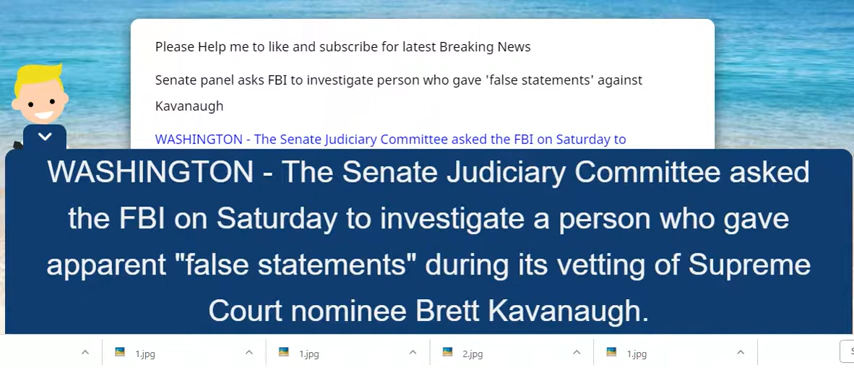 Please Help me to like and subscribe for latest Breaking News
Senate panel asks FBI to investigate person who gave 'false statements' against
Kavanaugh
WASHINGTON - The Senate Judiciary Committee asked the FBI on Saturday to
WASHINGTON - The Senate Judiciary Committee asked
the FBI on Saturday to investigate a person who gave
apparent "false statements" during its vetting of Supreme
Court nominee Brett Kavanaugh.
1.jpg
1.jpg
2.jpg
1.jpg